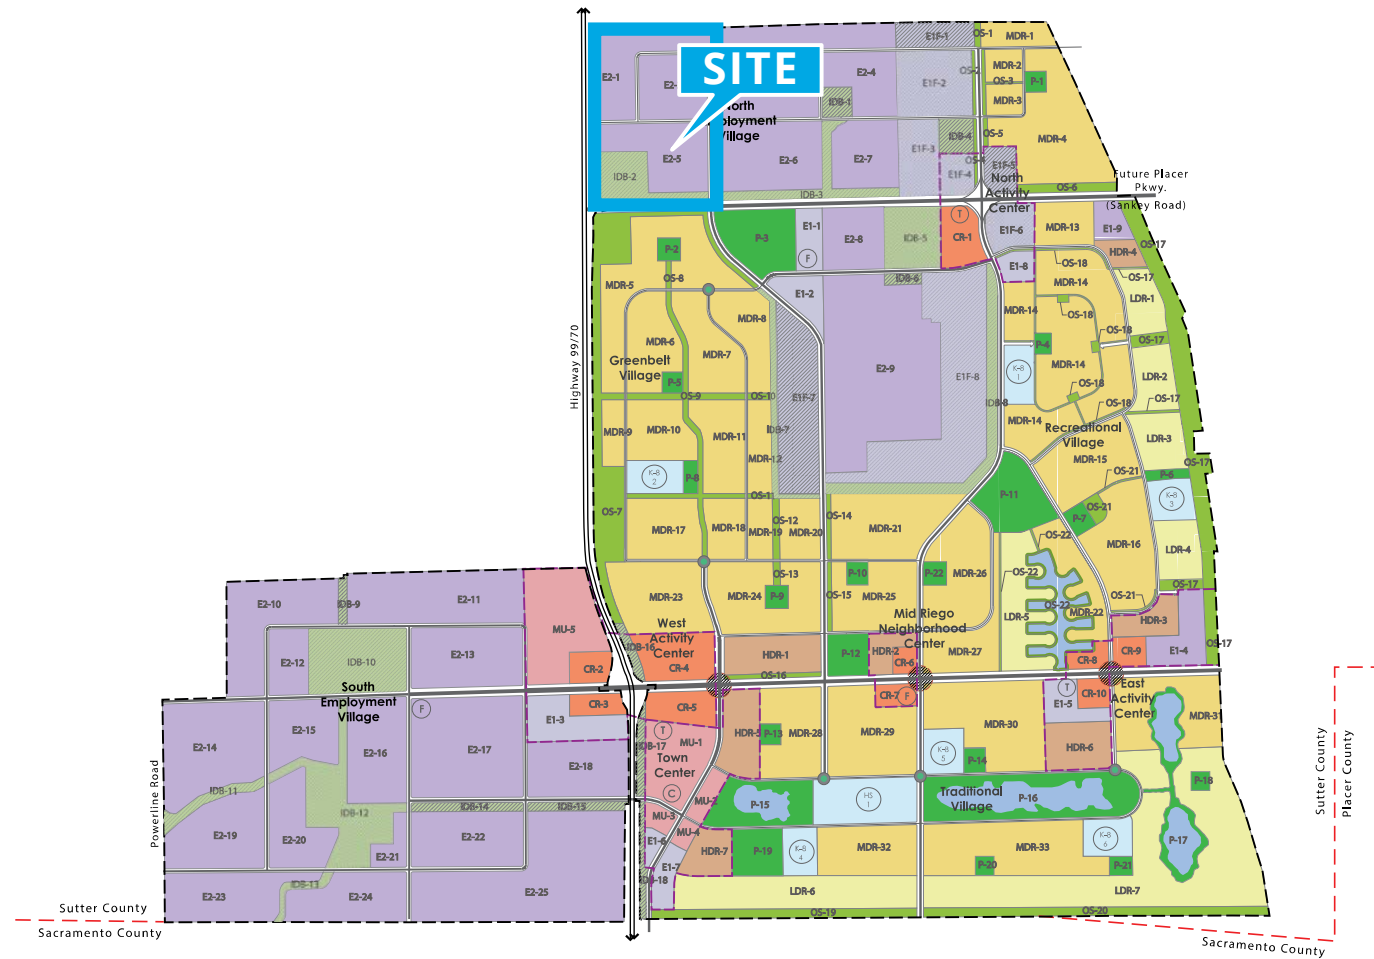 SITE
E1F-1
OS-1
MDR-1
E2-1
E2-
E2-4
E1F-2
OS-2
MDR-2
OS-3
P-1
MDR-3
IDB-1
North
Employment
Village
IDB-4
OS-5
MDR-4
E2-5
E2-6
E2-7
E1F-3
OS-4
E1F-5
E1F-4
IDB-2
IDB-3
North
Activity
Center
OS-6
Future Placer
Pkwy.
(Sankey Road)
P-3
E1-1
E2-8
IDB-5
T
CR-1
E1F-6
MDR-13
E1-9
HDR-4
OS-17
P-2
F
OS-8
MDR-5
IDB-6
E1-8
OS-18
OS-17
MDR-14
LDR-1
E1-2
MDR-8
MDR-14
OS-18
OS-18
OS-17
MDR-6
MDR-7
Greenbelt
Village
P-5
P-4
K-8
1
MDR-14
LDR-2
E2-9
E1F-8
OS-18
Highway 99/70
OS-9
OS-10
E1F-7
IDB-8
OS-18
OS-17
MDR-14
Recreational
Village
MDR-9
MDR-10
MDR-11
IDB-7
LDR-3
MDR-12
MDR-15
OS-21
OS-17
P-6
K-8
2
P-8
P-11
K-8
3
OS-11
OS-7
OS-21
P-7
MDR-17
MDR-18
OS-12
MDR-19
MDR-20
OS-14
MDR-21
OS-22
MDR-16
LDR-4
OS-13
P-10
P-22
MDR-26
OS-22
OS-17
MDR-23
MDR-24
P-9
OS-15
MDR-25
LDR-5
OS-22
MDR-22
OS-21
HDR-3
E2-10
IDB-9
E2-11
MU-5
West
Activity
Center
Mid Riego
Neighborhood
Center
IDB-16
E2-12
IDB-10
E2-13
CR-2
CR-4
HDR-1
P-12
HDR-2
CR-6
MDR-27
CR-8
CR-9
E1-4
OS-17
OS-16
South
Employment
Village
F
E1-3
CR-3
CR-5
CR-7
F
T
E1-5
CR-10
East
Activity
Center
MDR-31
E2-14
E2-15
E2-16
E2-17
E2-18
IDB-17
T
MU-1
Town
Center
HDR-5
P-13
MDR-28
MDR-29
MDR-30
K-8
5
P-14
HDR-6
P-18
Powerline Road
IDB-11
IDB-12
IDB-14
IDB-15
C
MU-2
MU-3
MU-4
P-15
HS
1
Traditional
Village
P-16
Sutter County
Placer County
E2-19
E2-20
E2-21
E2-22
E1-6
HDR-7
P-19
K-8
4
MDR-32
P-20
MDR-33
K-8
6
P-21
P-17
E1-7
IDB-18
IDB-13
E2-23
E2-24
E2-25
LDR-6
LDR-7
OS-19
OS-20
Sutter County
Sacramento County
Sacramento County